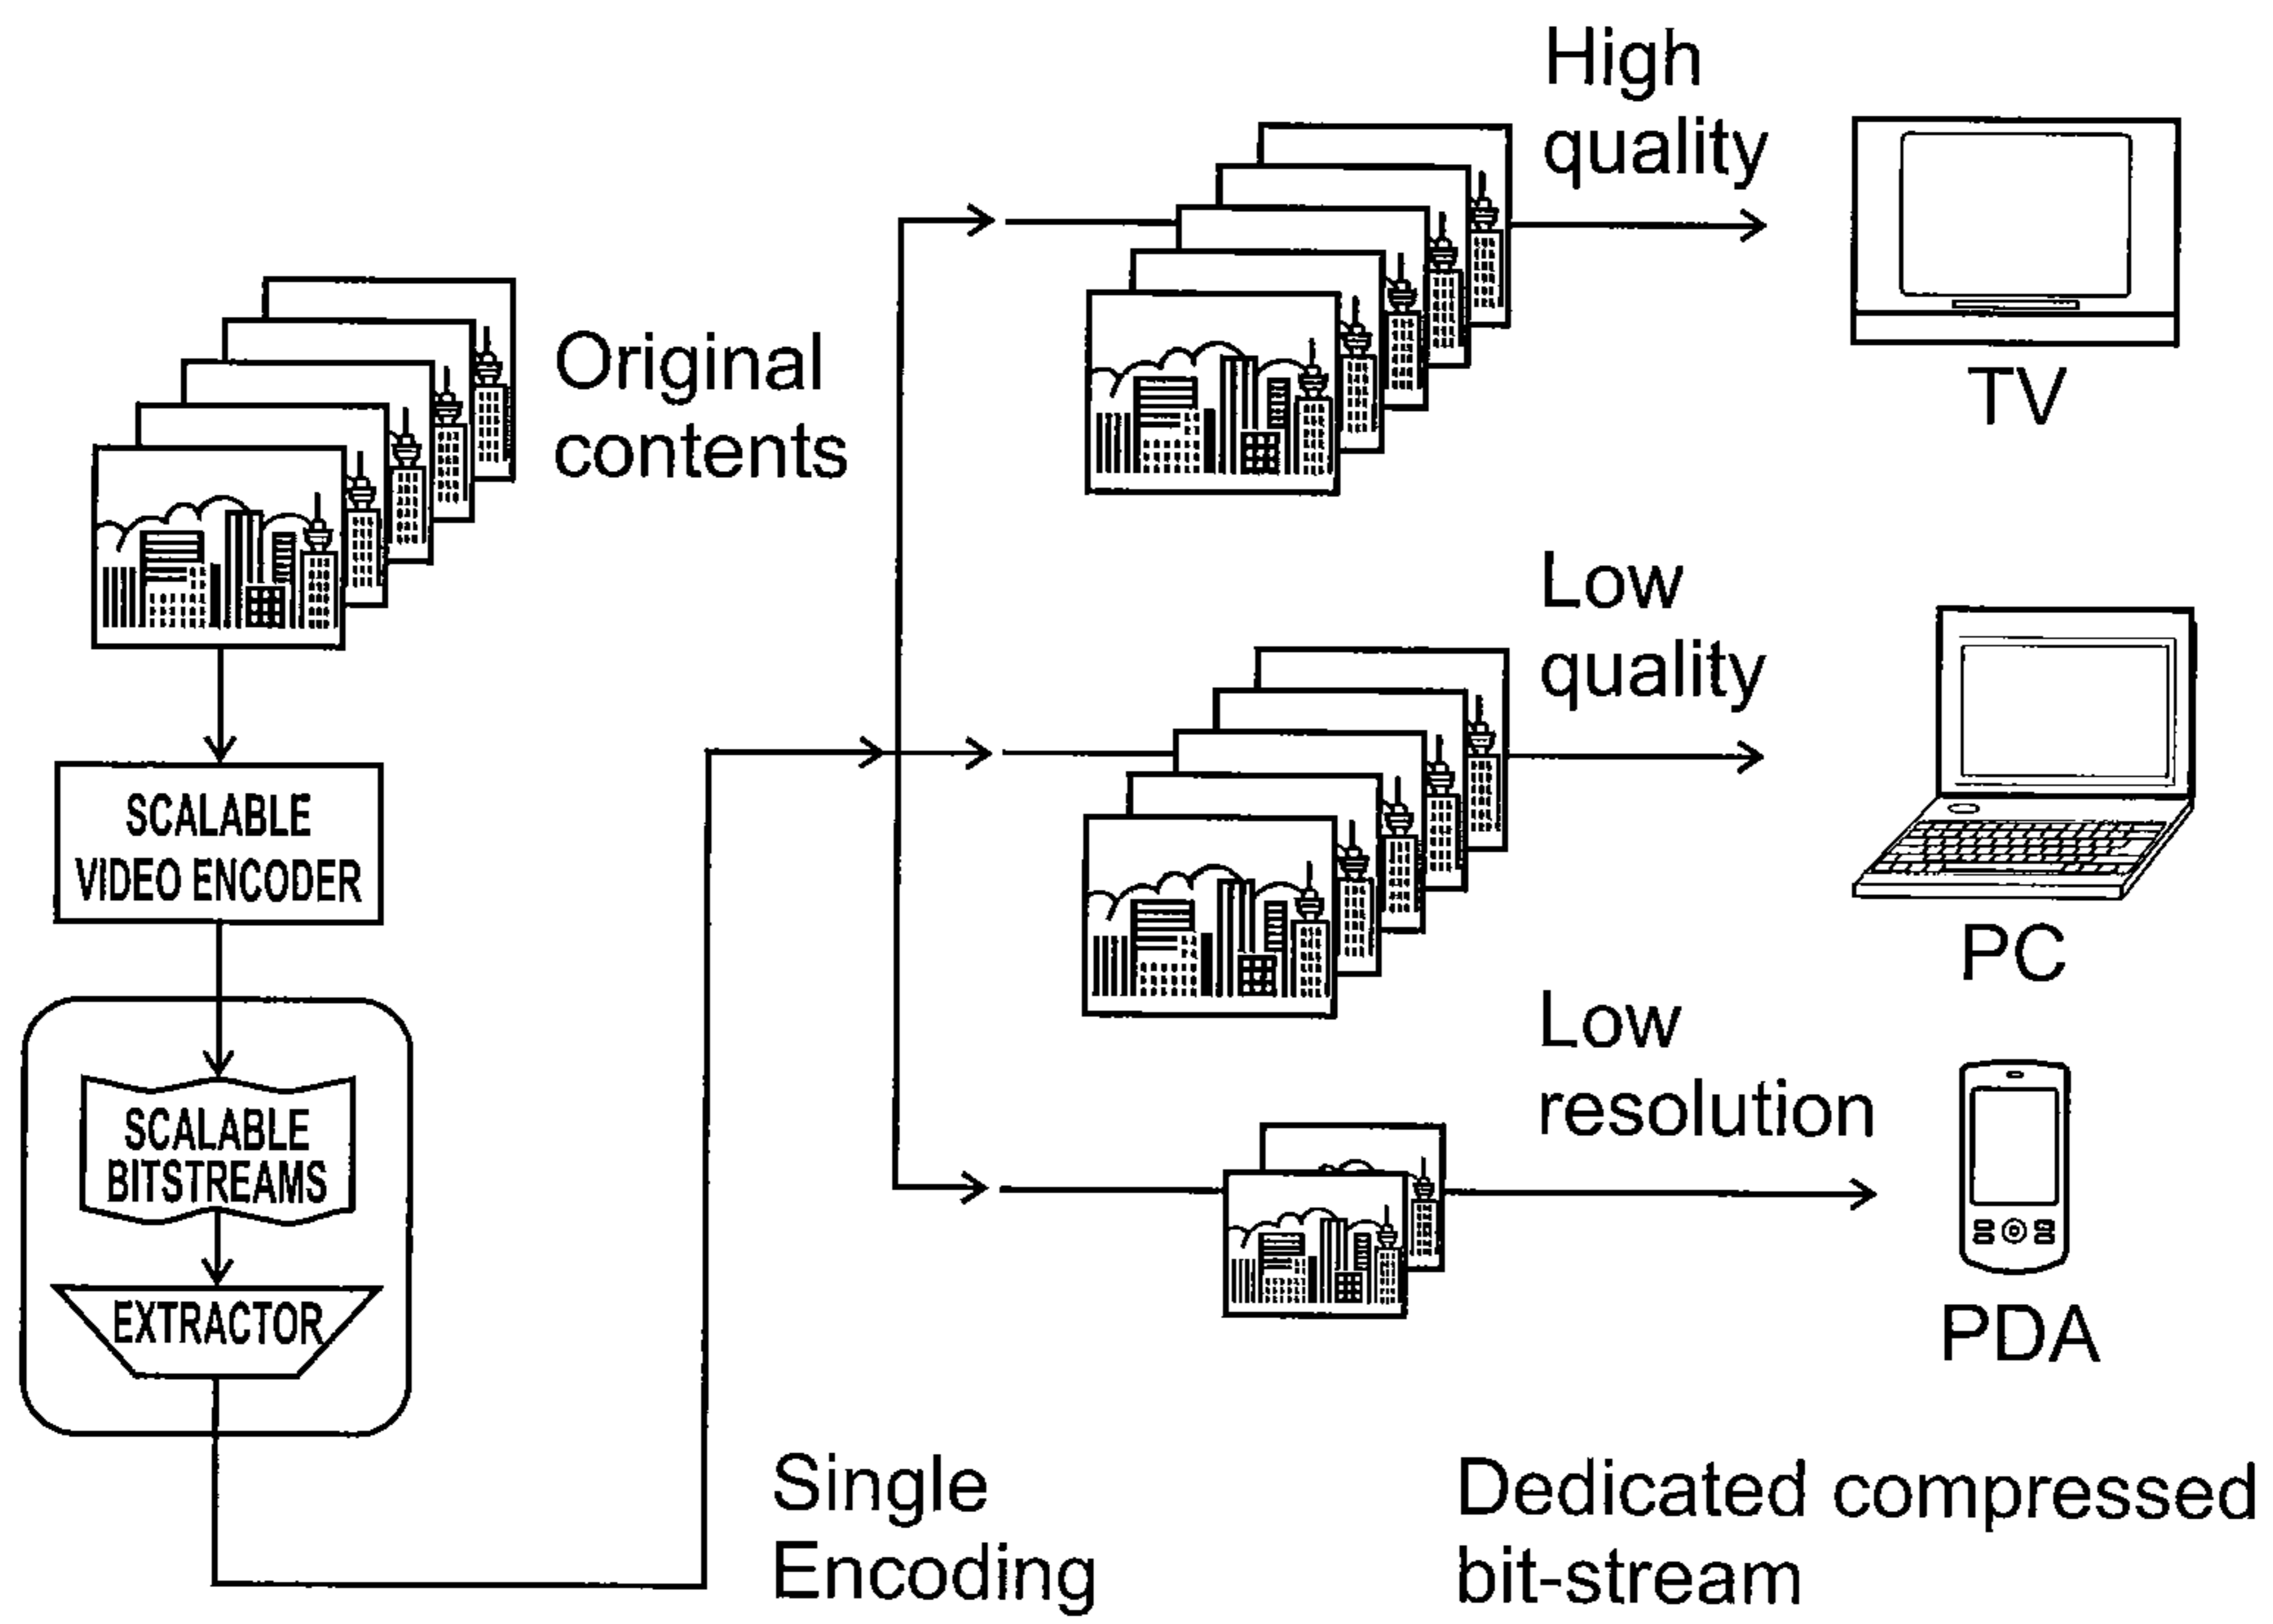 Original
contents
SCALABLE
VIDEO ENCODER
SCALABLE
BITSTREAMS
EXTRACTOR
Single
Encoding
High
quality
TV
Low
quality
PC
Low
resolution
PDA
Dedicated compressed
bit-stream